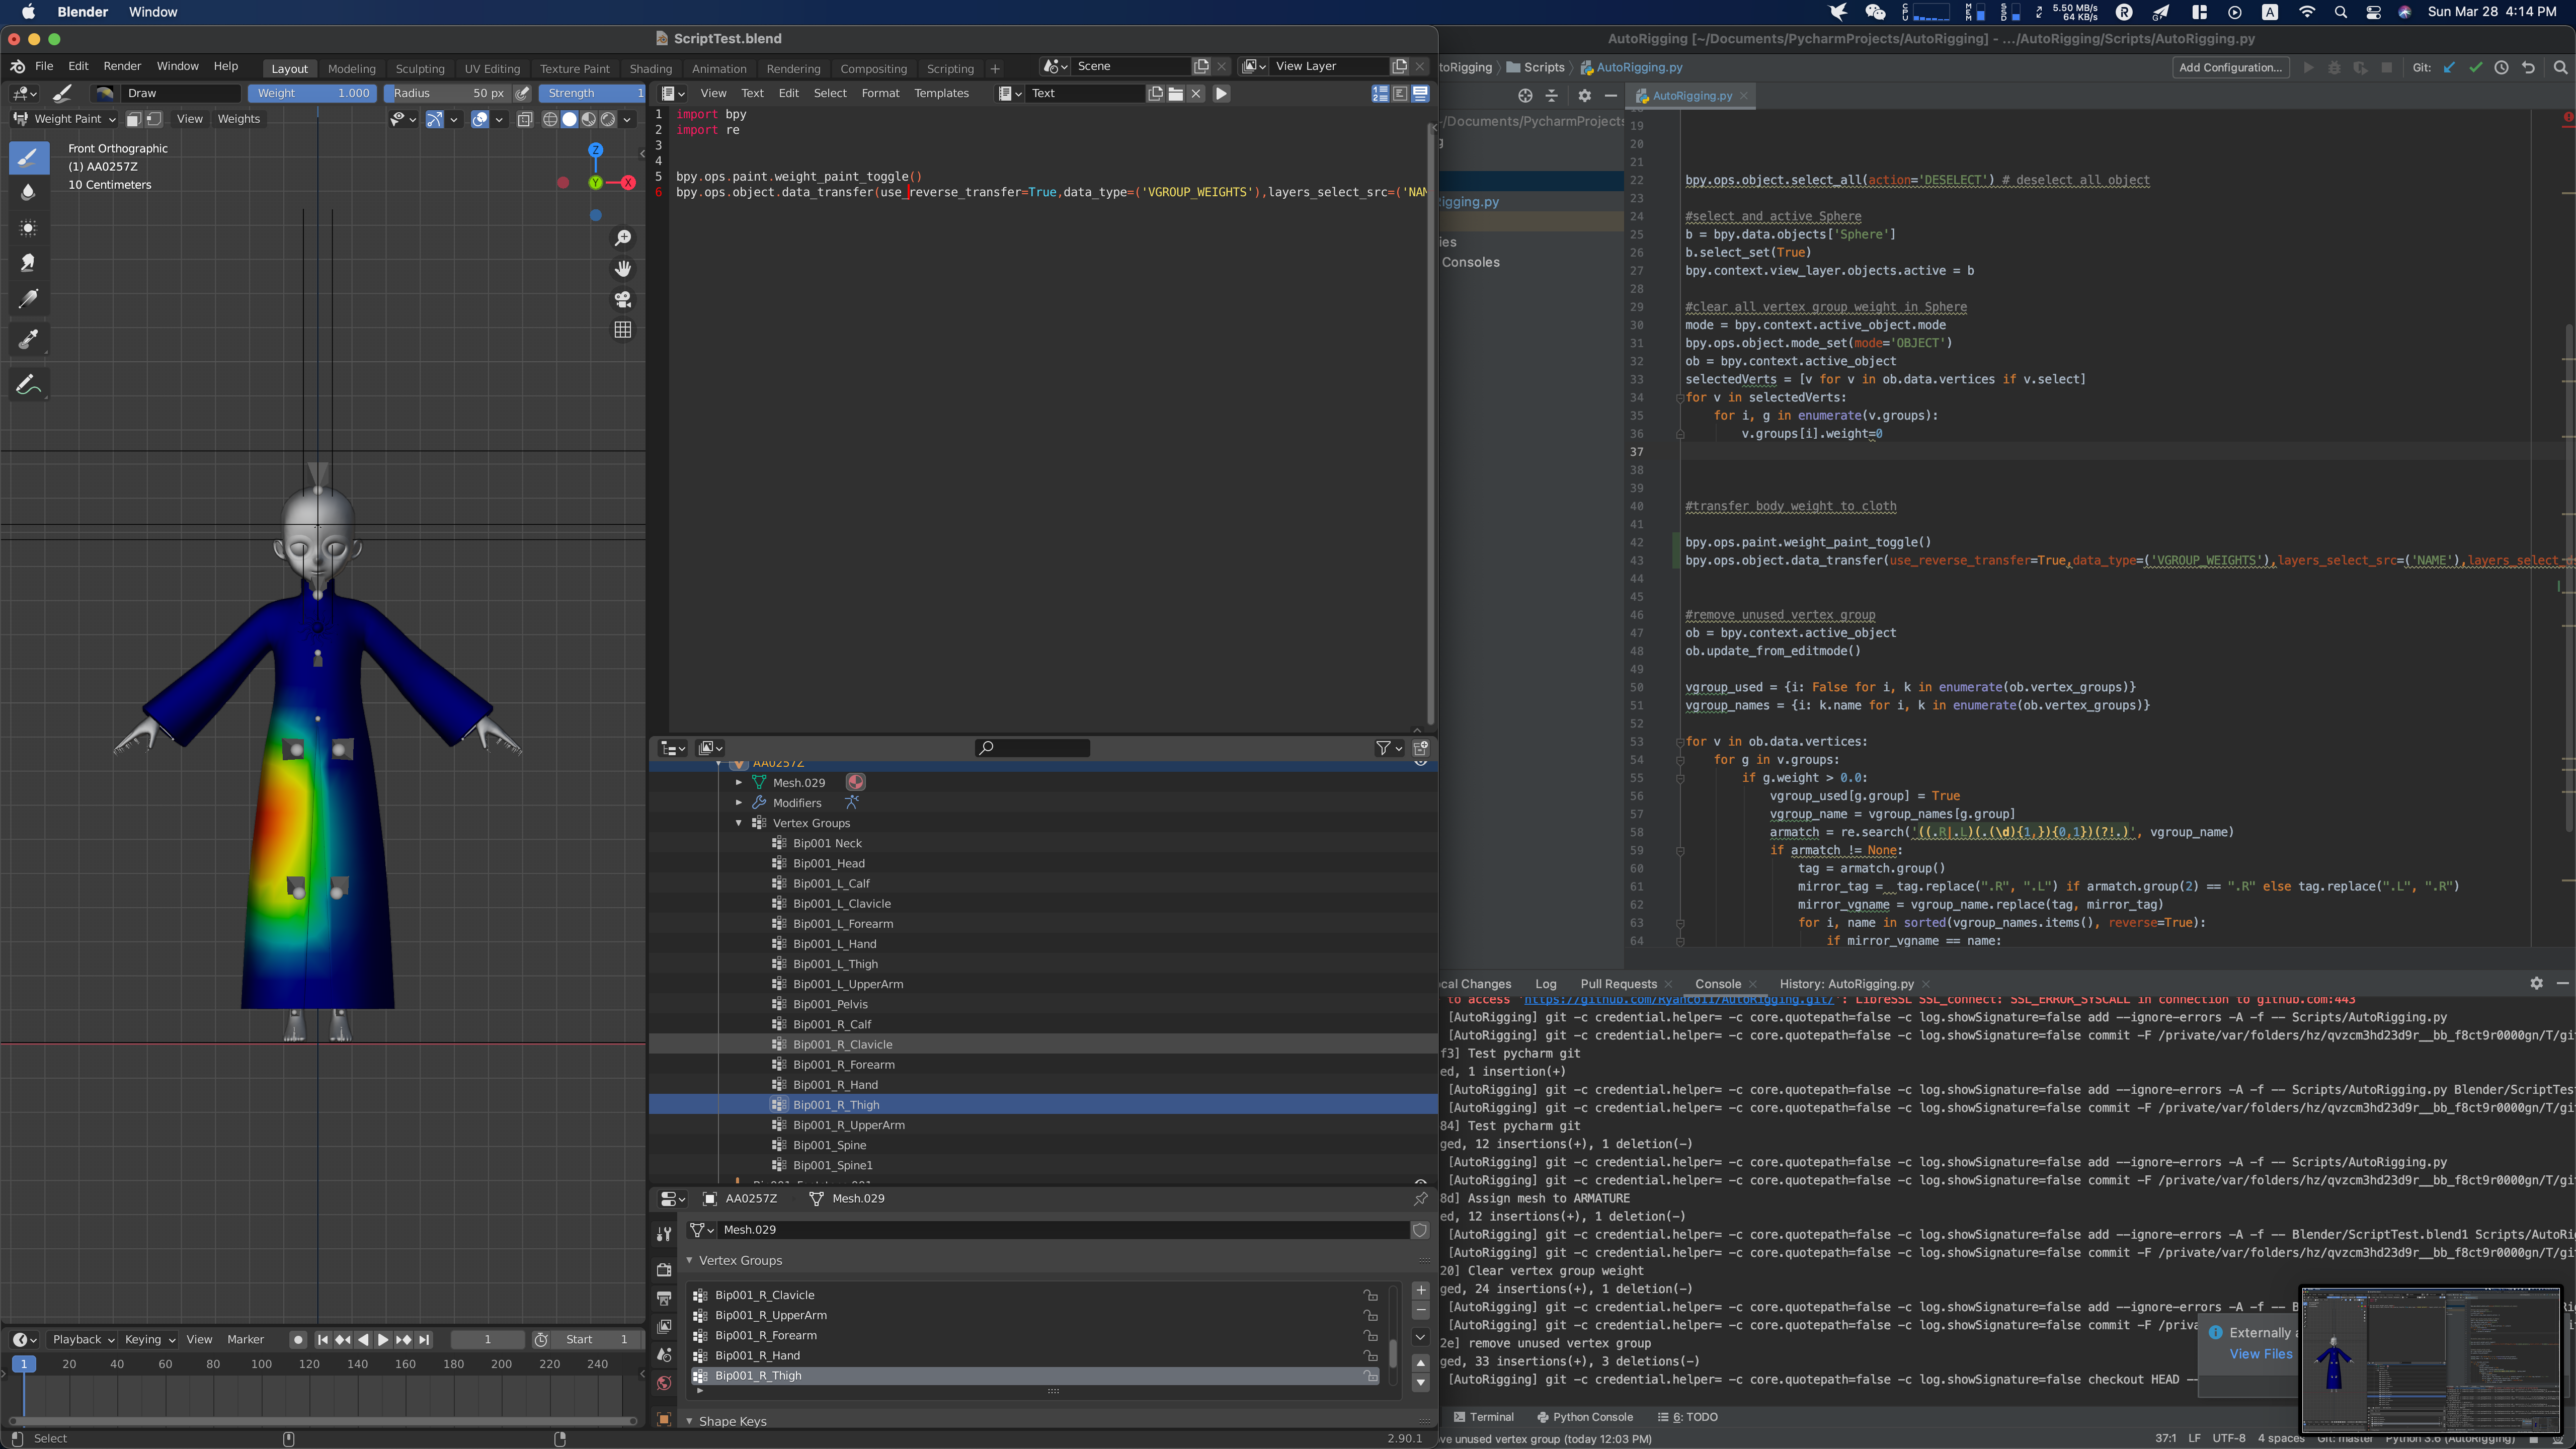 Blender Window
5.50 MB/s
64 KB/s
Sun Mar 28 4:14 PM
ScriptTest.blend
AutoRigging [~/Documents/PycharmProjects/AutoRigging] - .../AutoRigging/Scripts/AutoRigging.py
File Edit Render Window Help
Layout Modeling Sculpting UV Editing Texture Paint Shading Animation Rendering Compositing Scripting +
Scene
View Layer
Draw
Weight 1.000
Radius 50 px
Strength 1
Weight Paint View Weights
Front Orthographic
(1) AA0257Z
10 Centimeters
Z
Y
X
View Text Edit Select Format Templates
Text
1 import bpy
2 import re
3
4
5 bpy.ops.paint.weight_paint_toggle()
6 bpy.ops.object.data_transfer(use_reverse_transfer=True,data_type=('VGROUP_WEIGHTS'),layers_select_src=('NAM
AA0257Z
Mesh.029
Modifiers
Vertex Groups
Bip001 Neck
Bip001_Head
Bip001_L_Calf
Bip001_L_Clavicle
Bip001_L_Forearm
Bip001_L_Hand
Bip001_L_Thigh
Bip001_L_UpperArm
Bip001_Pelvis
Bip001_R_Calf
Bip001_R_Clavicle
Bip001_R_Forearm
Bip001_R_Hand
Bip001_R_Thigh
Bip001_R_UpperArm
Bip001_Spine
Bip001_Spine1
AA0257Z Mesh.029
Mesh.029
Vertex Groups
Bip001_R_Clavicle
Bip001_R_UpperArm
Bip001_R_Forearm
Bip001_R_Hand
Bip001_R_Thigh
Shape Keys
Playback Keying View Marker
1
Start 1
1 20 40 60 80 100 120 140 160 180 200 220 240
Select
2.90.1
toRigging Scripts AutoRigging.py
Add Configuration...
Git:
AutoRigging.py
~/Documents/PycharmProjects
igging.py
ies
Consoles
19
20
21
22 bpy.ops.object.select_all(action='DESELECT') # deselect all object
23
24 #select and active Sphere
25 b = bpy.data.objects['Sphere']
26 b.select_set(True)
27 bpy.context.view_layer.objects.active = b
28
29 #clear all vertex group weight in Sphere
30 mode = bpy.context.active_object.mode
31 bpy.ops.object.mode_set(mode='OBJECT')
32 ob = bpy.context.active_object
33 selectedVerts = [v for v in ob.data.vertices if v.select]
34 for v in selectedVerts:
35 for i, g in enumerate(v.groups):
36 v.groups[i].weight=0
37
38
39
40 #transfer body weight to cloth
41
42 bpy.ops.paint.weight_paint_toggle()
43 bpy.ops.object.data_transfer(use_reverse_transfer=True,data_type=('VGROUP_WEIGHTS'),layers_select_src=('NAME'),layers_select_ds
44
45
46 #remove unused vertex group
47 ob = bpy.context.active_object
48 ob.update_from_editmode()
49
50 vgroup_used = {i: False for i, k in enumerate(ob.vertex_groups)}
51 vgroup_names = {i: k.name for i, k in enumerate(ob.vertex_groups)}
52
53 for v in ob.data.vertices:
54 for g in v.groups:
55 if g.weight > 0.0:
56 vgroup_used[g.group] = True
57 vgroup_name = vgroup_names[g.group]
58 armatch = re.search('((.R|.L)(.(\d){1,}){0,1})(?!.)', vgroup_name)
59 if armatch != None:
60 tag = armatch.group()
61 mirror_tag = tag.replace(".R", ".L") if armatch.group(2) == ".R" else tag.replace(".L", ".R")
62 mirror_vgname = vgroup_name.replace(tag, mirror_tag)
63 for i, name in sorted(vgroup_names.items(), reverse=True):
64 if mirror_vgname == name:
cal Changes Log Pull Requests Console History: AutoRigging.py
to access 'https://github.com/Ryanco11/AutoRigging.git/': LibreSSL SSL_connect: SSL_ERROR_SYSCALL in connection to github.com:443
[AutoRigging] git -c credential.helper= -c core.quotepath=false -c log.showSignature=false add --ignore-errors -A -f -- Scripts/AutoRigging.py
[AutoRigging] git -c credential.helper= -c core.quotepath=false -c log.showSignature=false commit -F /private/var/folders/hz/qvzcm3hd23d9r__bb_f8ct9r0000gn/T/git
f3] Test pycharm git
ed, 1 insertion(+)
[AutoRigging] git -c credential.helper= -c core.quotepath=false -c log.showSignature=false add --ignore-errors -A -f -- Scripts/AutoRigging.py Blender/ScriptTes
[AutoRigging] git -c credential.helper= -c core.quotepath=false -c log.showSignature=false commit -F /private/var/folders/hz/qvzcm3hd23d9r__bb_f8ct9r0000gn/T/git
84] Test pycharm git
ged, 12 insertions(+), 1 deletion(-)
[AutoRigging] git -c credential.helper= -c core.quotepath=false -c log.showSignature=false add --ignore-errors -A -f -- Scripts/AutoRigging.py
[AutoRigging] git -c credential.helper= -c core.quotepath=false -c log.showSignature=false commit -F /private/var/folders/hz/qvzcm3hd23d9r__bb_f8ct9r0000gn/T/git
8d] Assign mesh to ARMATURE
ed, 12 insertions(+), 1 deletion(-)
[AutoRigging] git -c credential.helper= -c core.quotepath=false -c log.showSignature=false add --ignore-errors -A -f -- Blender/ScriptTest.blend1 Scripts/AutoRi
[AutoRigging] git -c credential.helper= -c core.quotepath=false -c log.showSignature=false commit -F /private/var/folders/hz/qvzcm3hd23d9r__bb_f8ct9r0000gn/T/git
20] Clear vertex group weight
ged, 24 insertions(+), 1 deletion(-)
[AutoRigging] git -c credential.helper= -c core.quotepath=false -c log.showSignature=false add --ignore-errors -A -f -- B
[AutoRigging] git -c credential.helper= -c core.quotepath=false -c log.showSignature=false commit -F /priva
2e] remove unused vertex group
ged, 33 insertions(+), 3 deletions(-)
[AutoRigging] git -c credential.helper= -c core.quotepath=false -c log.showSignature=false checkout HEAD --
Externally a
View Files
Terminal Python Console 6: TODO
ve unused vertex group (today 12:03 PM)
37:1 LF UTF-8 4 spaces Git: master Python 3.6 (AutoRigging)